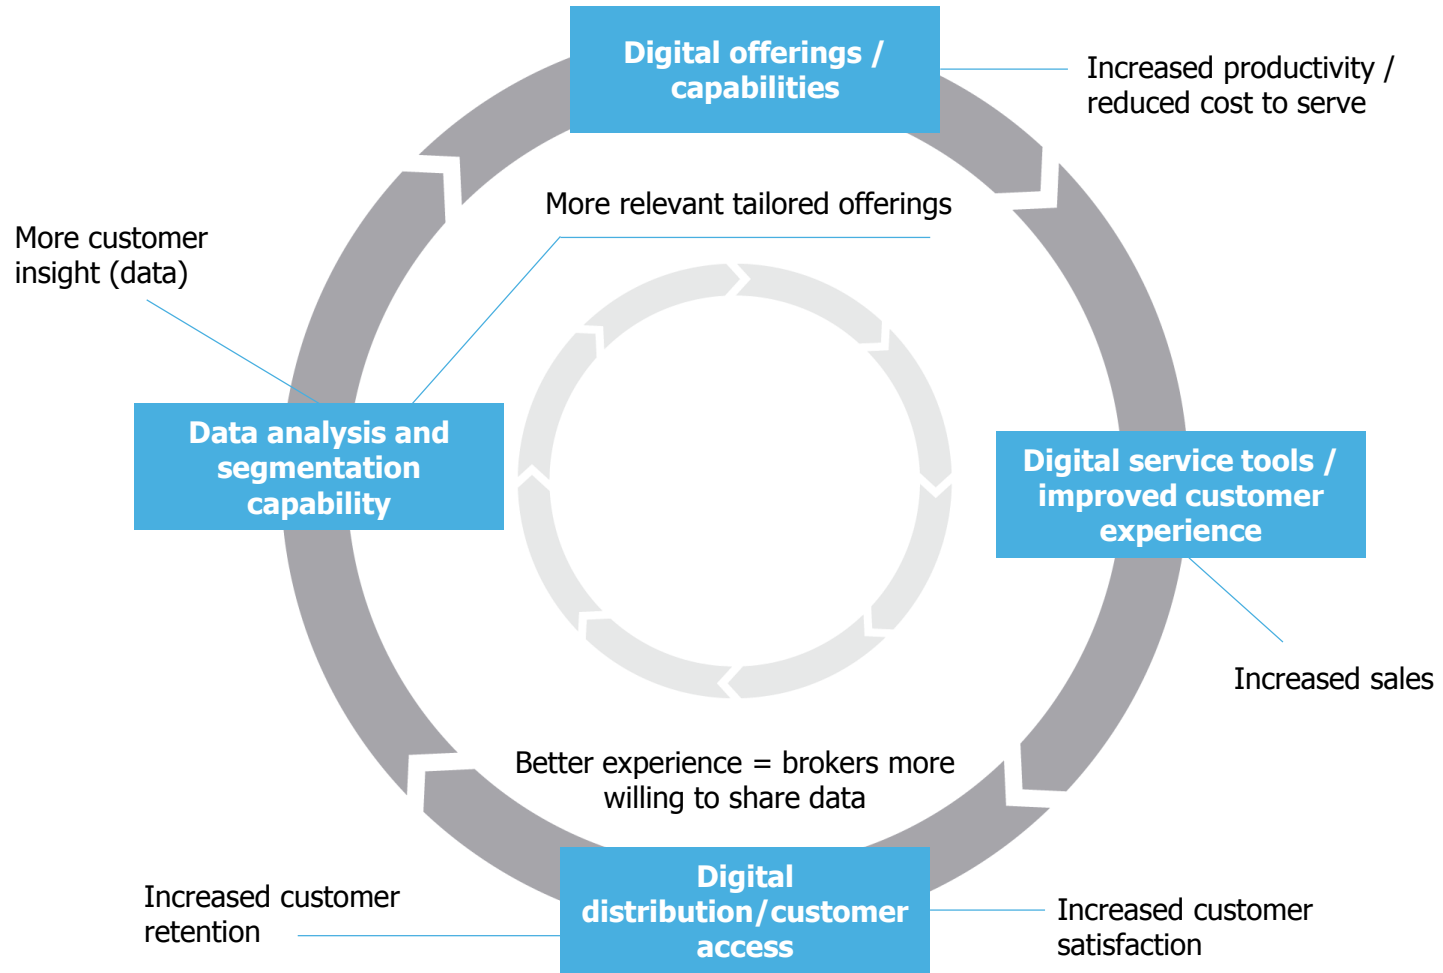 Digital offerings /
capabilities
Increased productivity /
reduced cost to serve
More relevant tailored offerings
More customer
insight (data)
Data analysis and
segmentation
capability
Digital service tools /
improved customer
experience
Increased sales
Better experience = brokers more
willing to share data
Digital
distribution/customer
access
Increased customer
retention
Increased customer
satisfaction